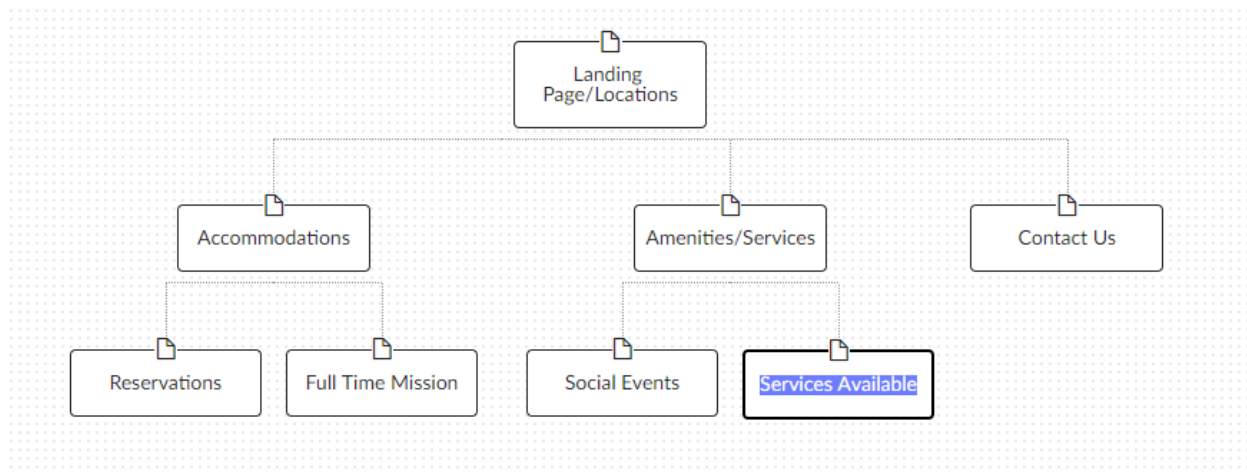 Landing
Page/Locations
Accommodations
Amenities/Services
Contact Us
Reservations
Full Time Mission
Social Events
Services Available